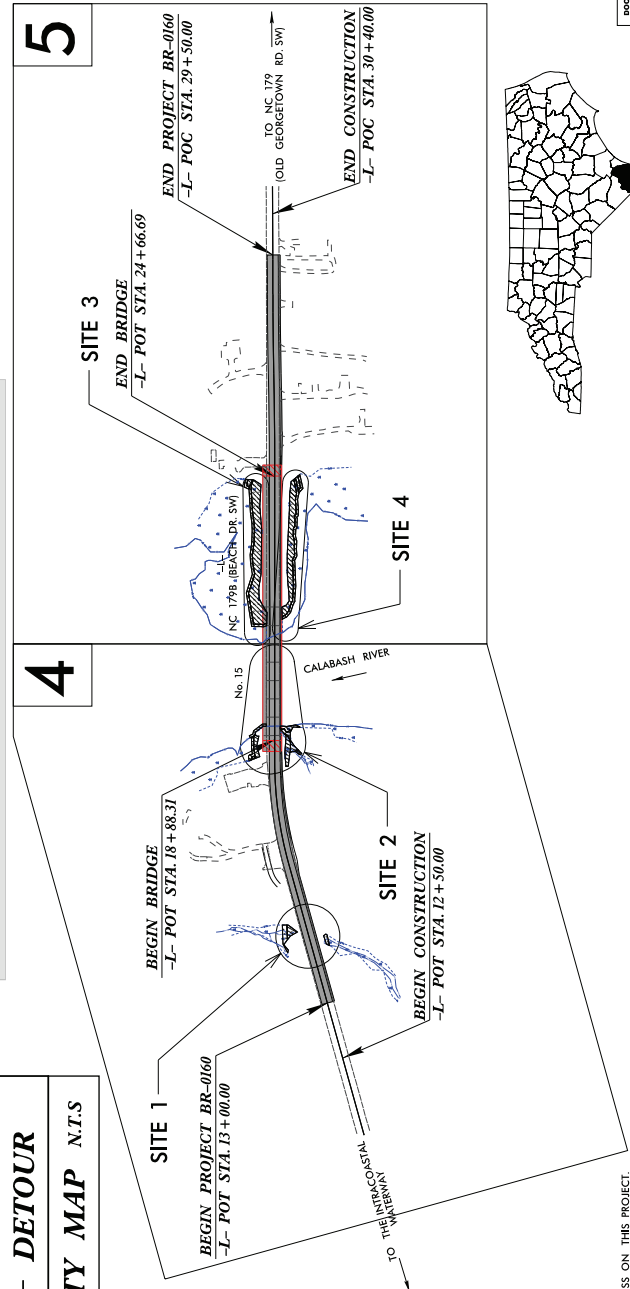 5
4
END PROJECT BR-0160
-L- POC STA. 29+50.00
TO NC 179
(OLD GEORGETOWN RD. SW)
END CONSTRUCTION
-L- POC STA. 30+40.00
SITE 3
END BRIDGE
-L- POT STA. 24+66.69
-L-
NC 179B (BEACH DR. SW)
SITE 4
No. 15
CALABASH RIVER
BEGIN BRIDGE
-L- POT STA. 18+88.31
SITE 2
BEGIN CONSTRUCTION
-L- POT STA. 12+50.00
SITE 1
BEGIN PROJECT BR-0160
-L- POT STA. 13+00.00
TO THE INTRACOASTAL
WATERWAY
- DETOUR
TY MAP N.T.S
SS ON THIS PROJECT.
DOC